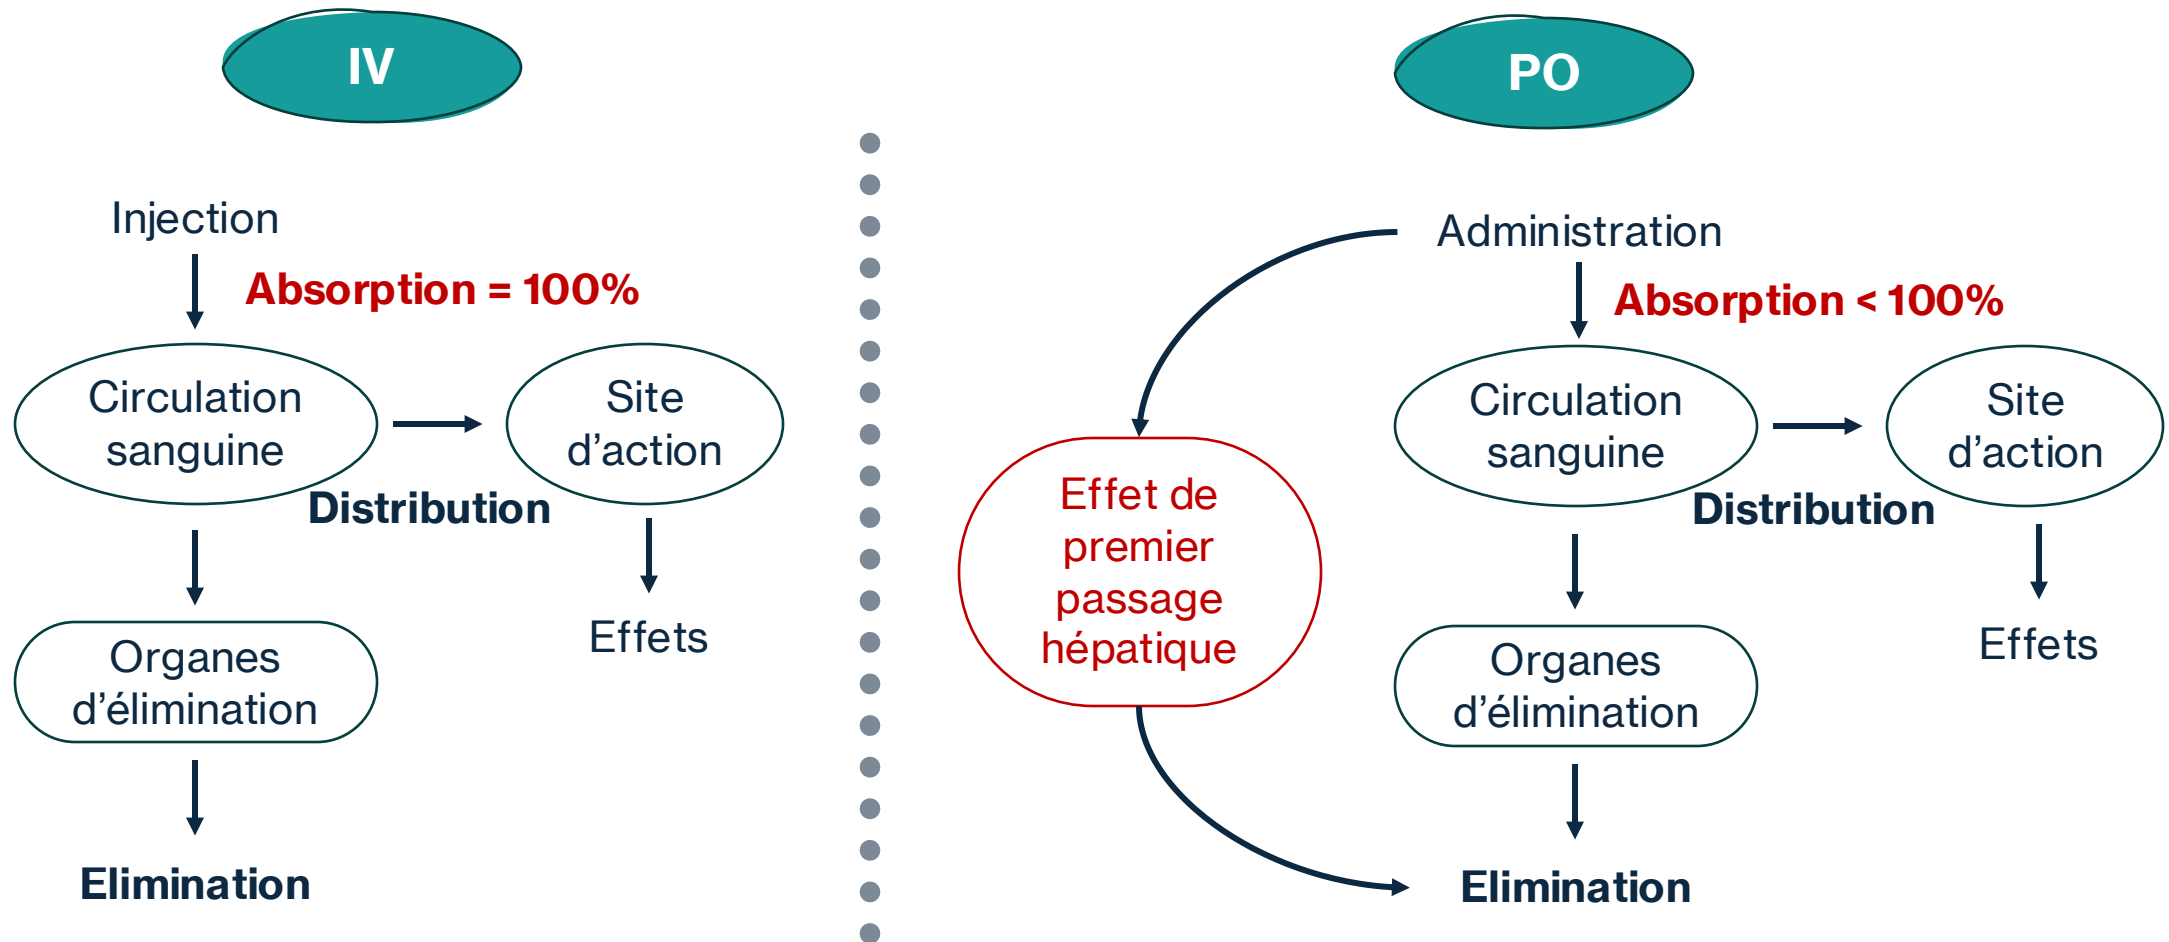 IV
Injection
Absorption = 100%
Circulation
sanguine
Site
d’action
Distribution
Effets
Organes
d’élimination
Elimination
PO
Administration
Absorption < 100%
Effet de
premier
passage
hépatique
Circulation
sanguine
Site
d’action
Distribution
Effets
Organes
d’élimination
Elimination